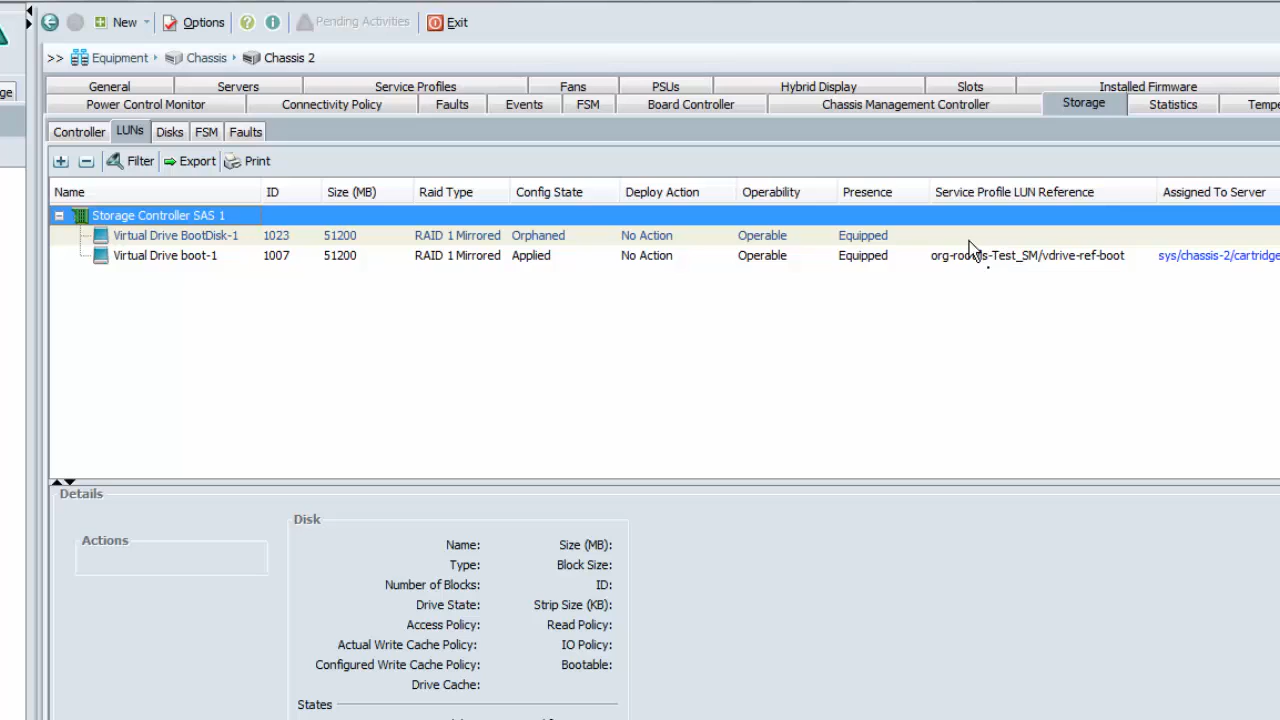 New Options ? i Pending Activities Exit
ge
>> Equipment Chassis Chassis 2
General Servers Service Profiles Fans PSUs Hybrid Display Slots Installed Firmware
Power Control Monitor Connectivity Policy Faults Events FSM Board Controller Chassis Management Controller Storage Statistics Tempe
Controller LUNs Disks FSM Faults
Filter Export Print
Name ID Size (MB) Raid Type Config State Deploy Action Operability Presence Service Profile LUN Reference Assigned To Server
Storage Controller SAS 1
Virtual Drive BootDisk-1 1023 51200 RAID 1 Mirrored Orphaned No Action Operable Equipped
Virtual Drive boot-1 1007 51200 RAID 1 Mirrored Applied No Action Operable Equipped sys/chassis-2/cartridge
Details
Actions
Disk
Name: Size (MB):
Type: Block Size:
Number of Blocks: ID:
Drive State: Strip Size (KB):
Access Policy: Read Policy:
Actual Write Cache Policy: IO Policy:
Configured Write Cache Policy: Bootable:
Drive Cache:
States